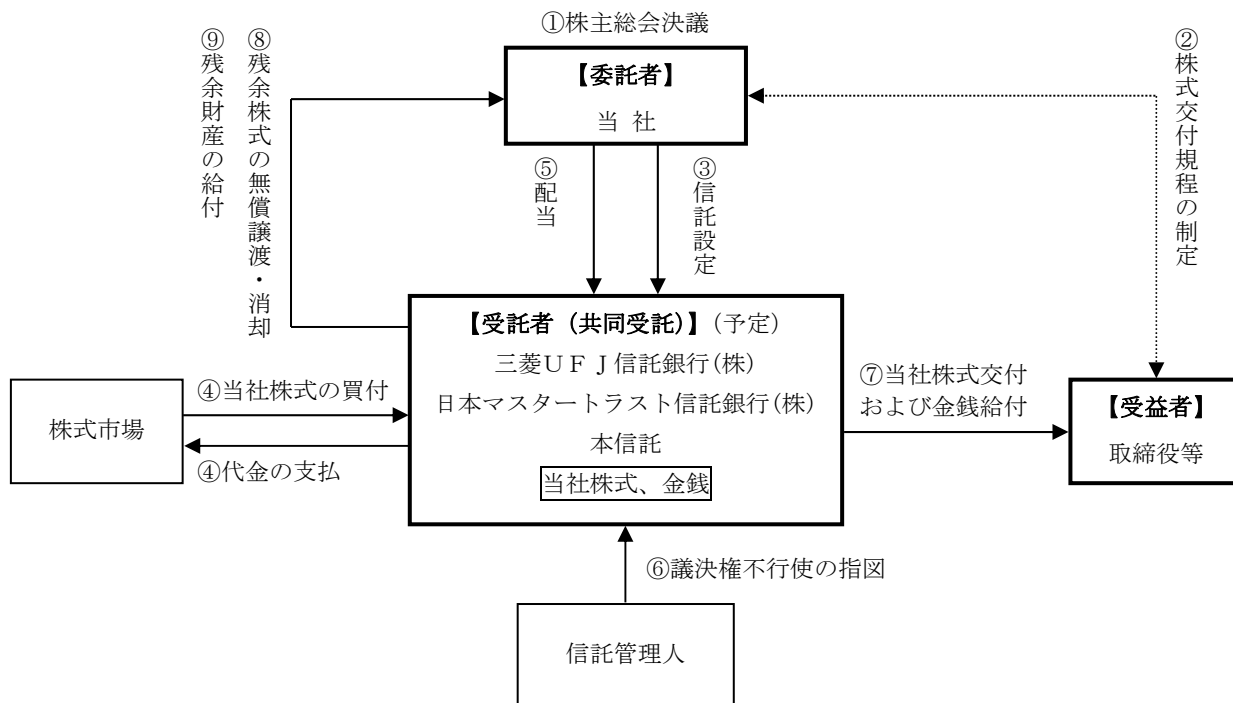 ①株主総会決議
【委託者】
当 社
⑨残余財産の給付
⑧残余株式の無償譲渡・消却
⑤配当
③信託設定
②株式交付規程の制定
【受託者（共同受託）】（予定）
三菱ＵＦＪ信託銀行(株)
日本マスタートラスト信託銀行(株)
本信託
当社株式、金銭
株式市場
④当社株式の買付
④代金の支払
⑦当社株式交付
および金銭給付
【受益者】
取締役等
⑥議決権不行使の指図
信託管理人